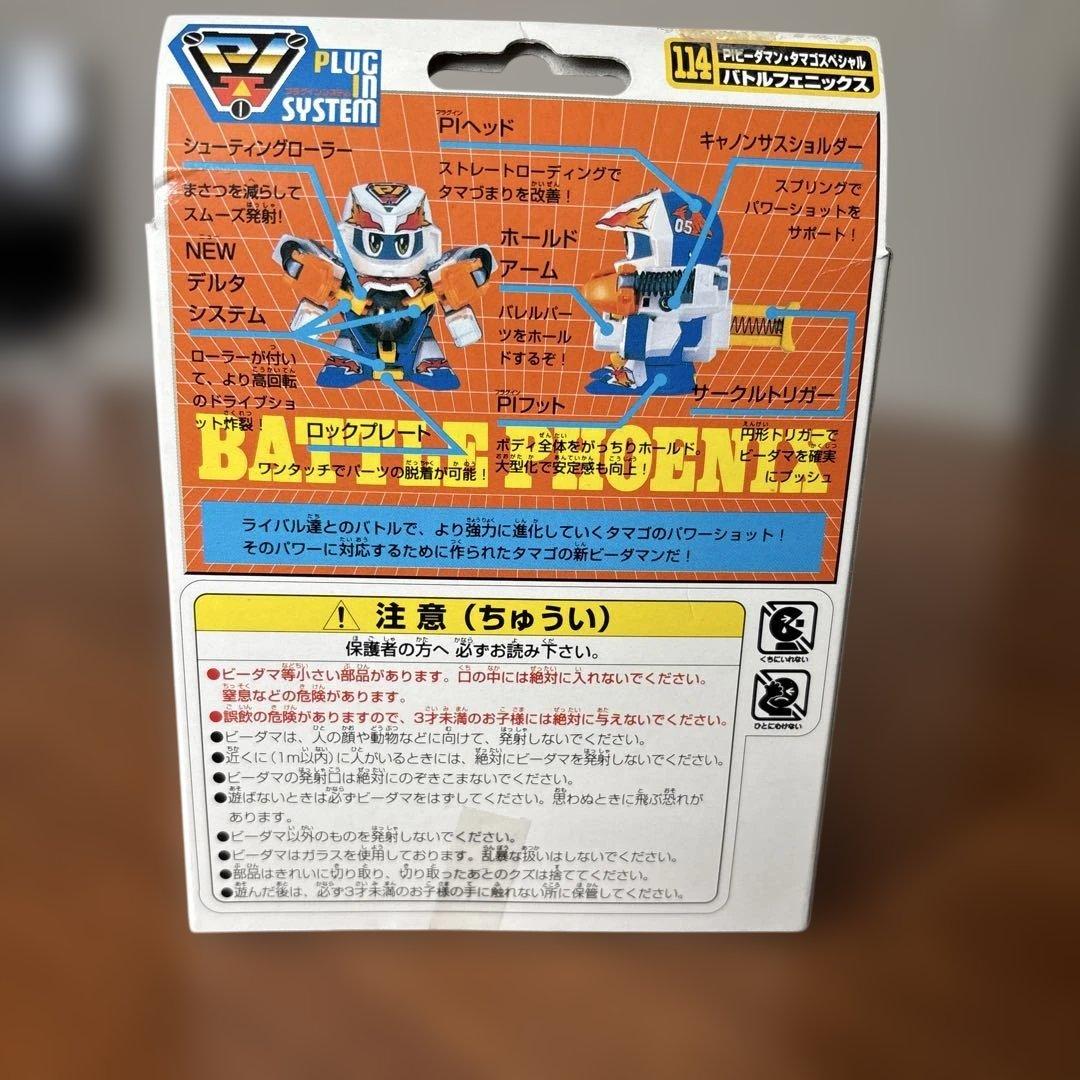 PI
PLUG
IN
プラグインシステム
SYSTEM
114
PIビーダマン・タマゴスペシャル
バトルフェニックス
シューティングローラー
まさつを減らして
スムーズ発射!
NEW
デルタ
システム
ローラーが付い
て、より高回転
のドライブショ
ット炸裂!
ロックプレート
ワンタッチでパーツの脱着が可能!
PIヘッド
ストレートローディングで
タマづまりを改善!
ホールド
アーム
バレルパー
ツをホール
ドするぞ!
PIフット
ボディ全体をがっちりホールド。
大型化で安定感も向上!
キャノンサスショルダー
スプリングで
パワーショットを
サポート!
05
サークルトリガー
円形トリガーで
ビーダマを確実
にプッシュ
BATTLE PHOENIX
ライバル達とのバトルで、より強力に進化していくタマゴのパワーショット!
そのパワーに対応するために作られたタマゴの新ビーダマンだ!
注意(ちゅうい)
保護者の方へ 必ずお読み下さい。
●ビーダマ等小さい部品があります。口の中には絶対に入れないでください。
窒息などの危険があります。
●誤飲の危険がありますので、3才未満のお子様には絶対に与えないでください。
●ビーダマは、人の顔や動物などに向けて、発射しないでください。
●近くに(1m以内)に人がいるときには、絶対にビーダマを発射しないでください。
●ビーダマの発射口は絶対にのぞきこまないでください。
●遊ばないときは必ずビーダマをはずしてください。思わぬときに飛ぶ恐れが
あります。
●ビーダマ以外のものを発射しないでください。
●ビーダマはガラスを使用しております。乱暴な扱いはしないでください。
●部品はきれいに切り取り、切り取ったあとのクズは捨ててください。
●遊んだ後は、必ず3才未満のお子様の手に触れない所に保管してください。
くちにいれない
ひとにむけない